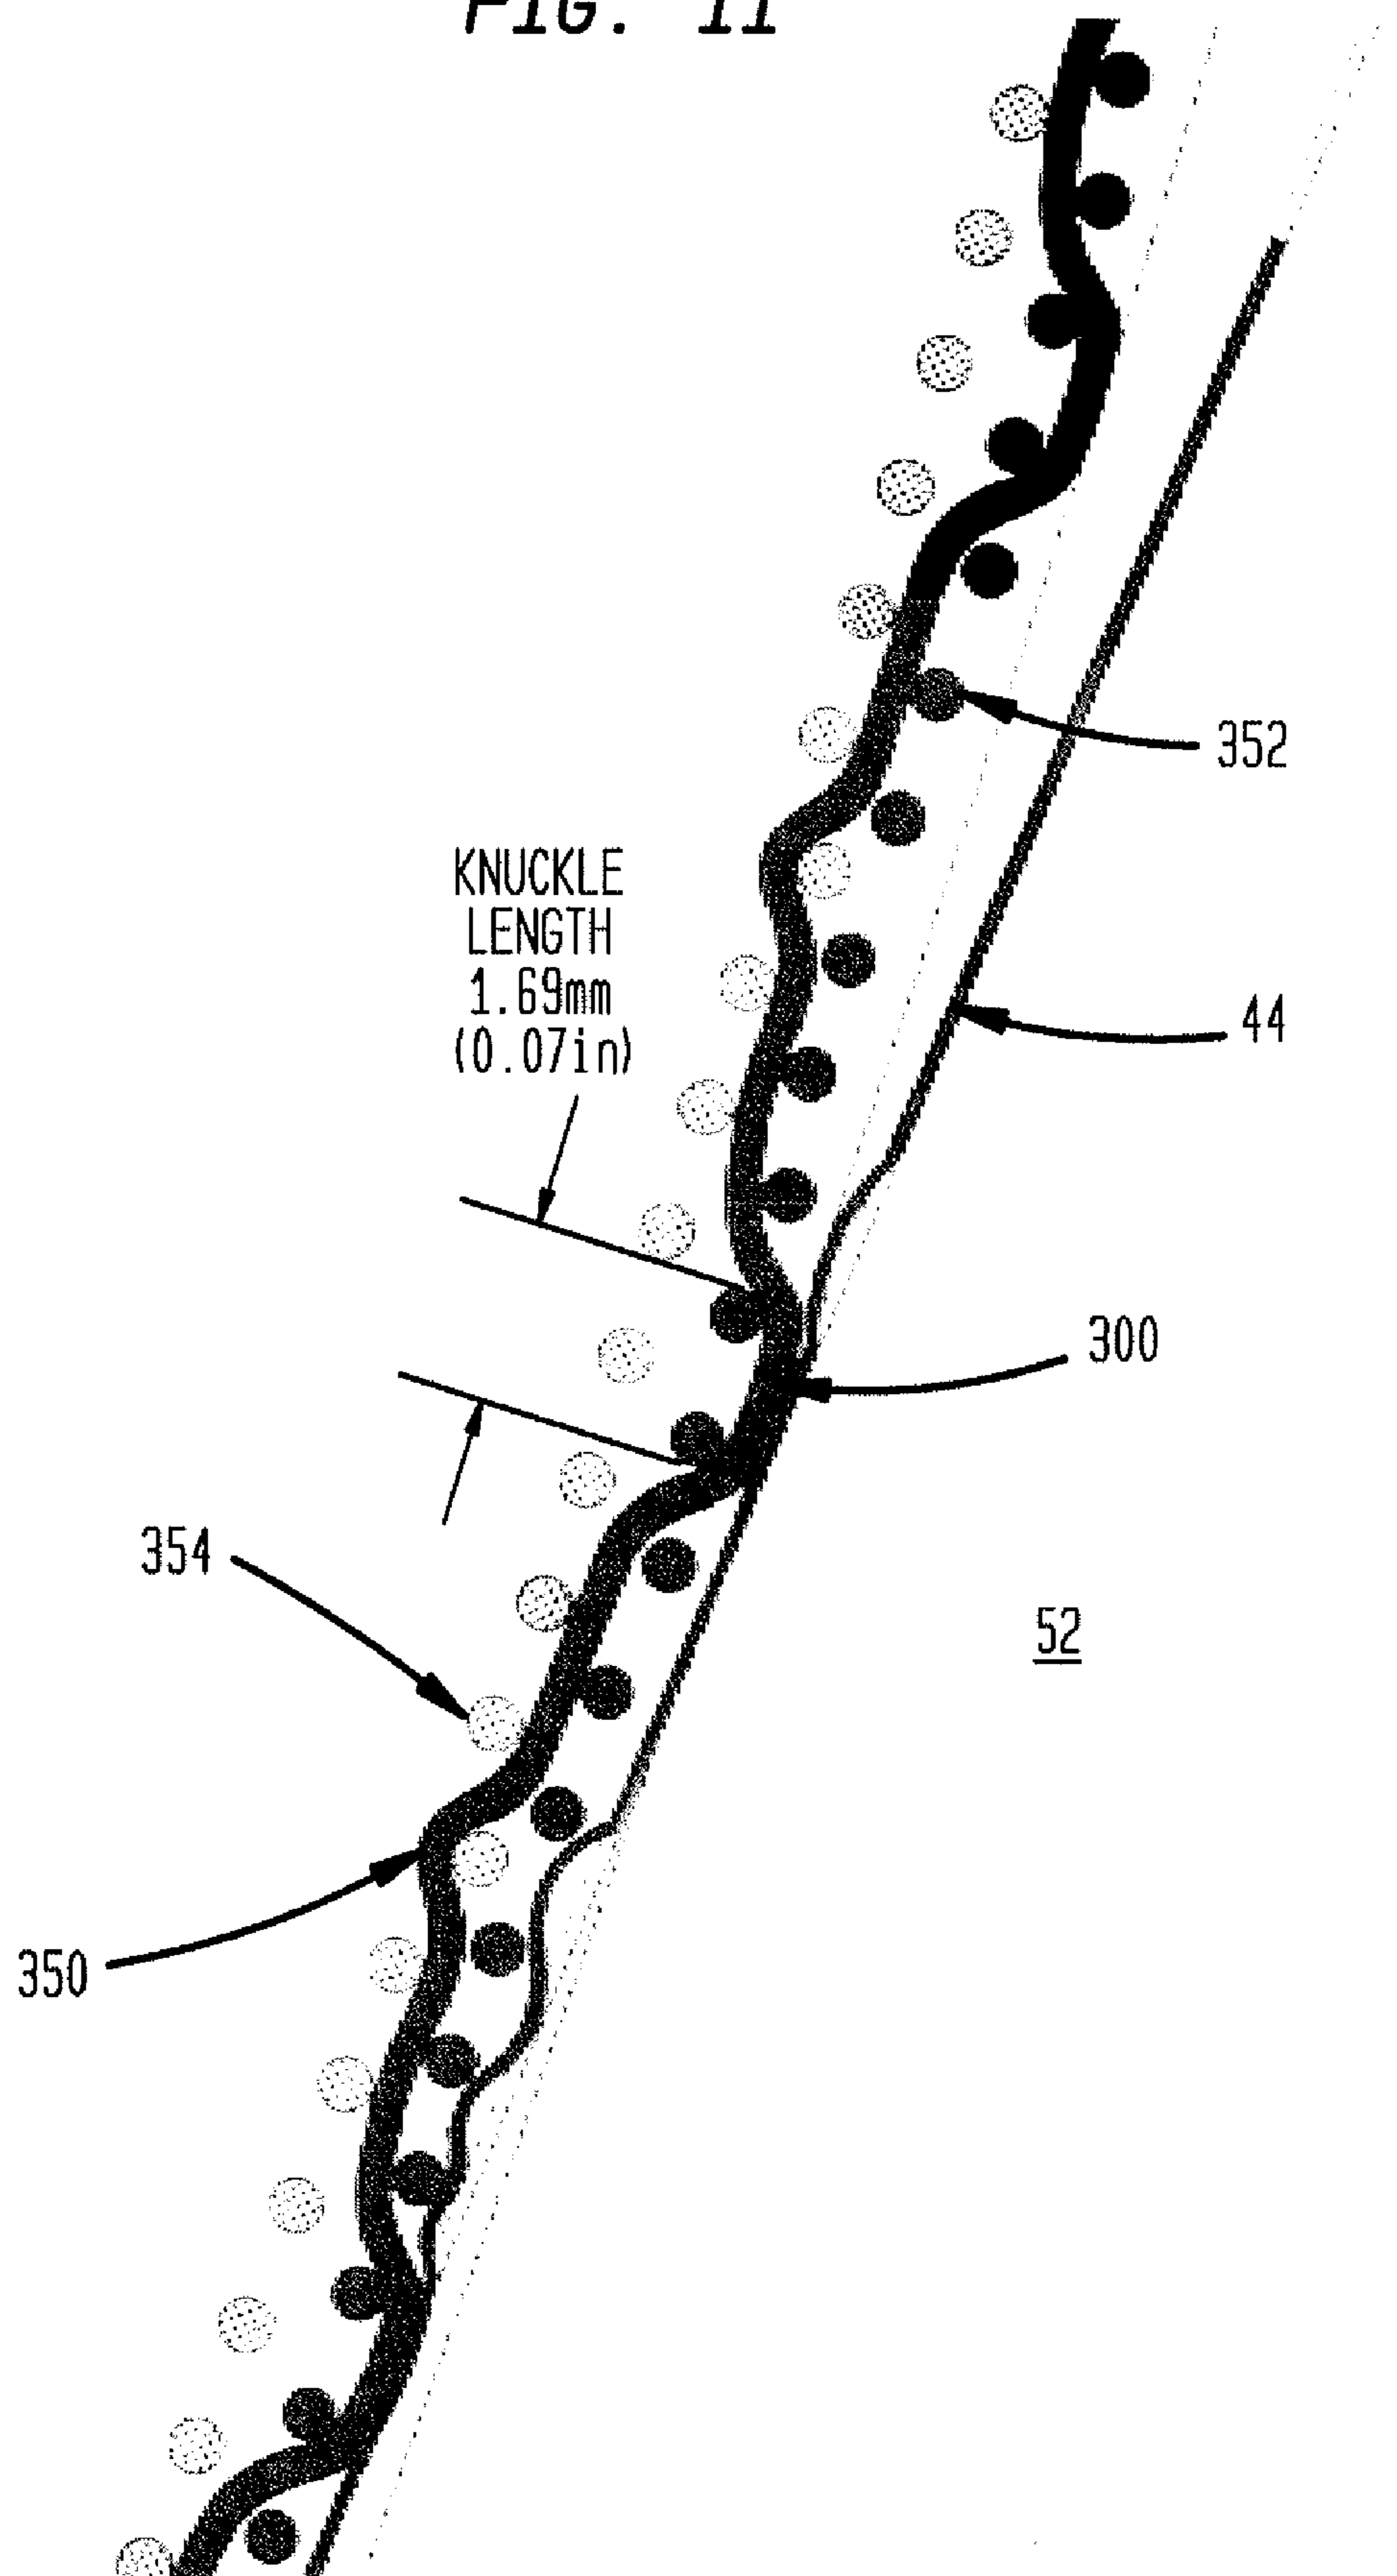 FIG. 11
352
KNUCKLE
LENGTH
1.69mm
(0.07in)
44
300
354
52
350